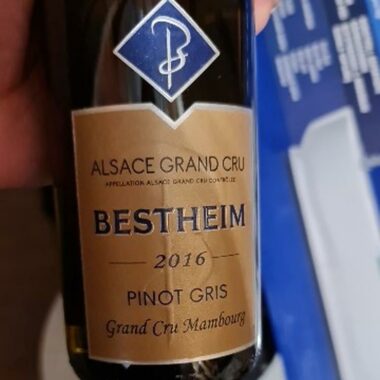 B
ALSACE GRAND CRU
APPELLATION ALSACE GRAND CRU CONTRÔLÉE
BESTHEIM
2016
PINOT GRIS
Grand Cru Mambourg